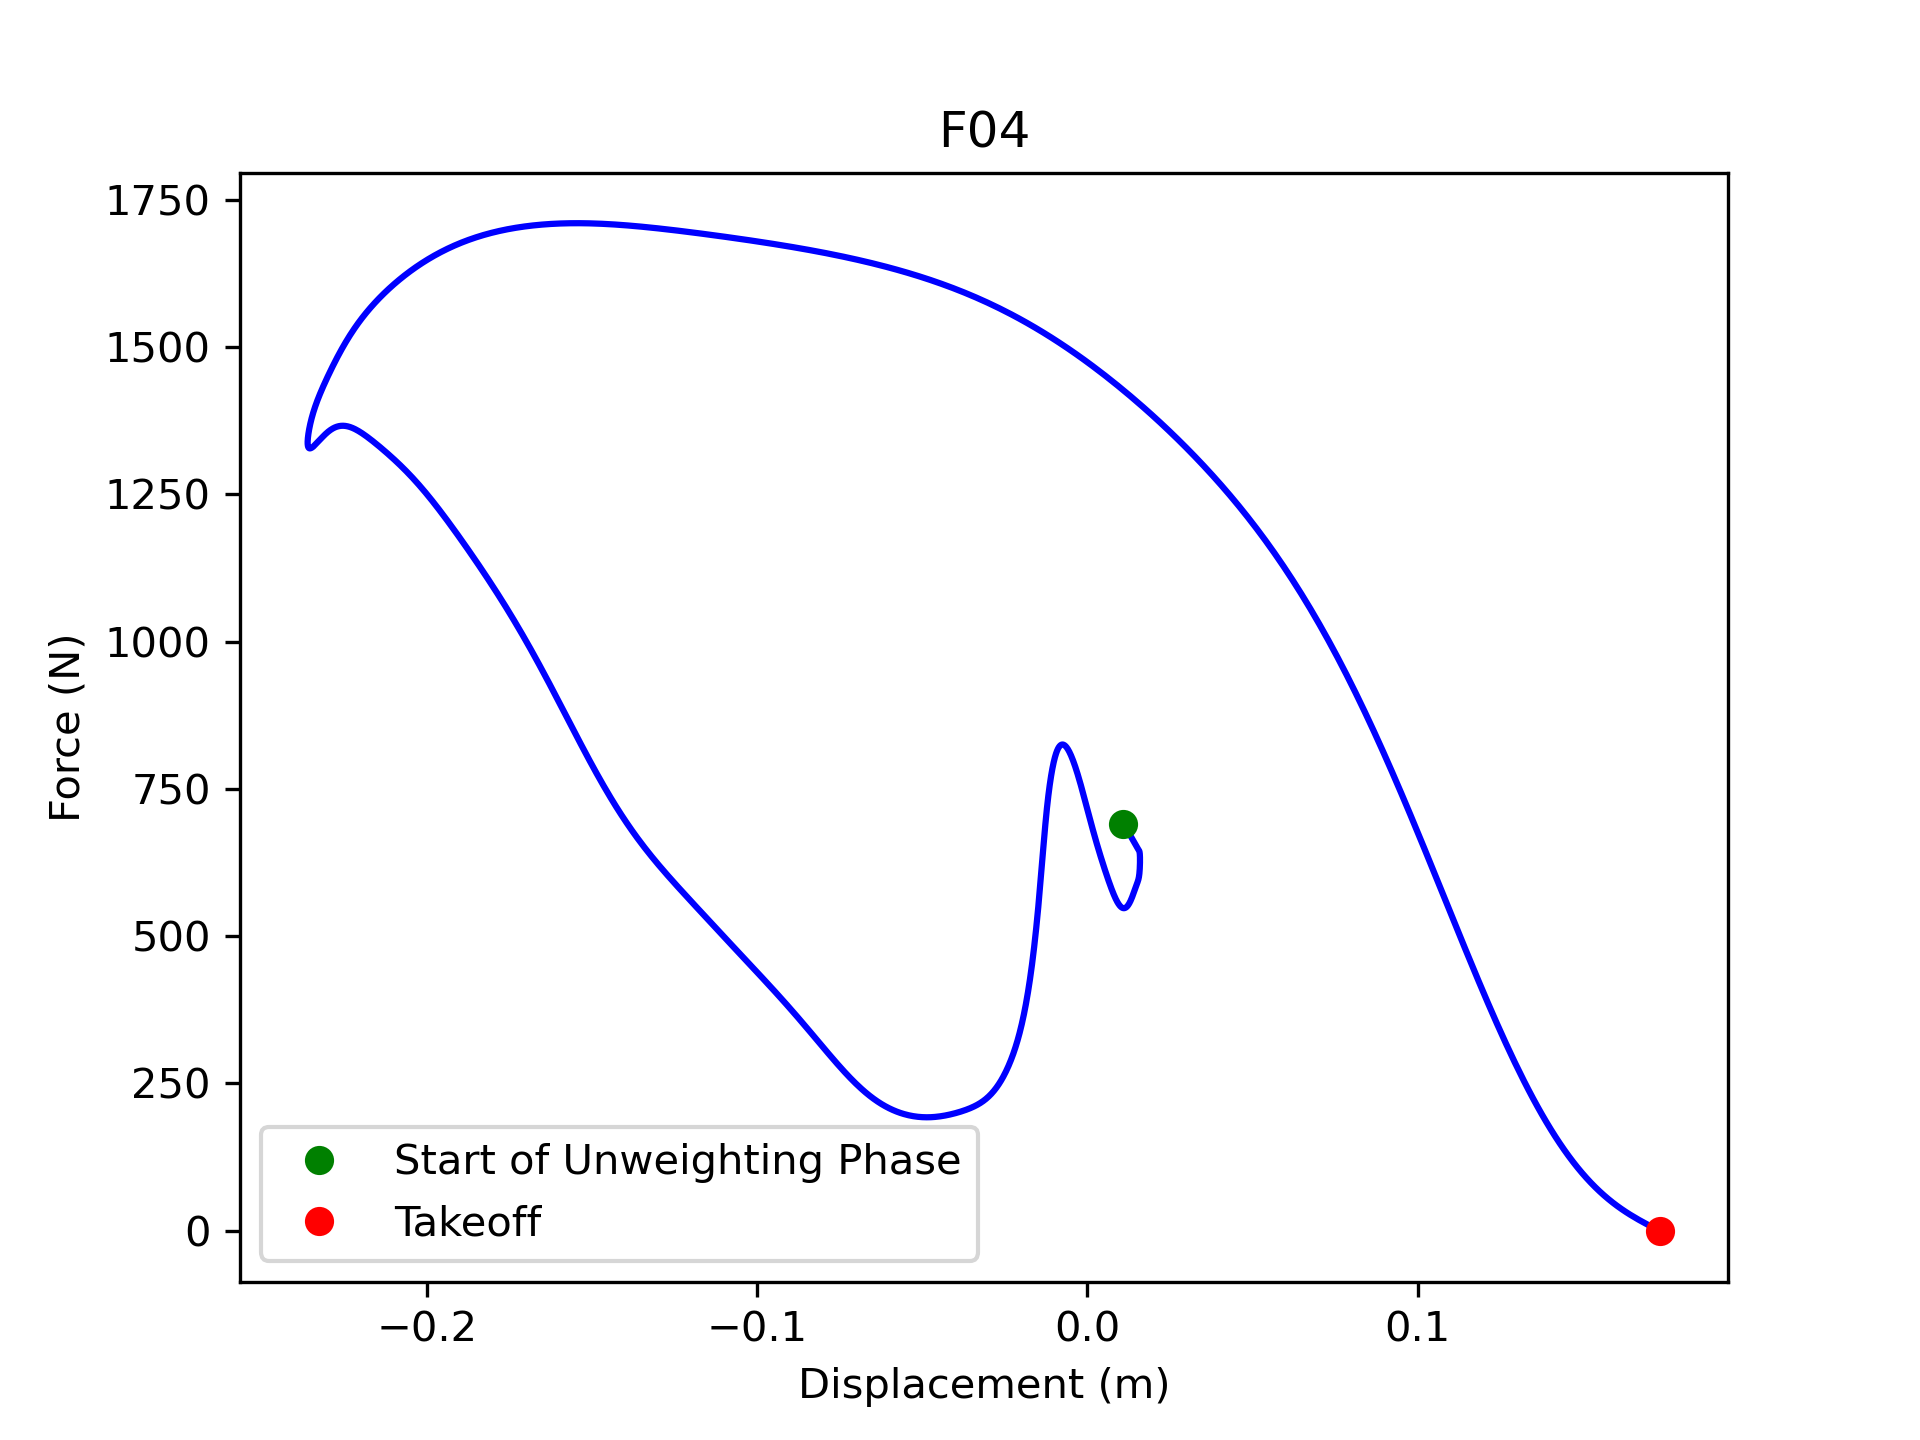 F04
1750
1500
1250
1000
750
500
250
0
Force (N)
Start of Unweighting Phase
Takeoff
−0.2 −0.1 0.0 0.1
Displacement (m)